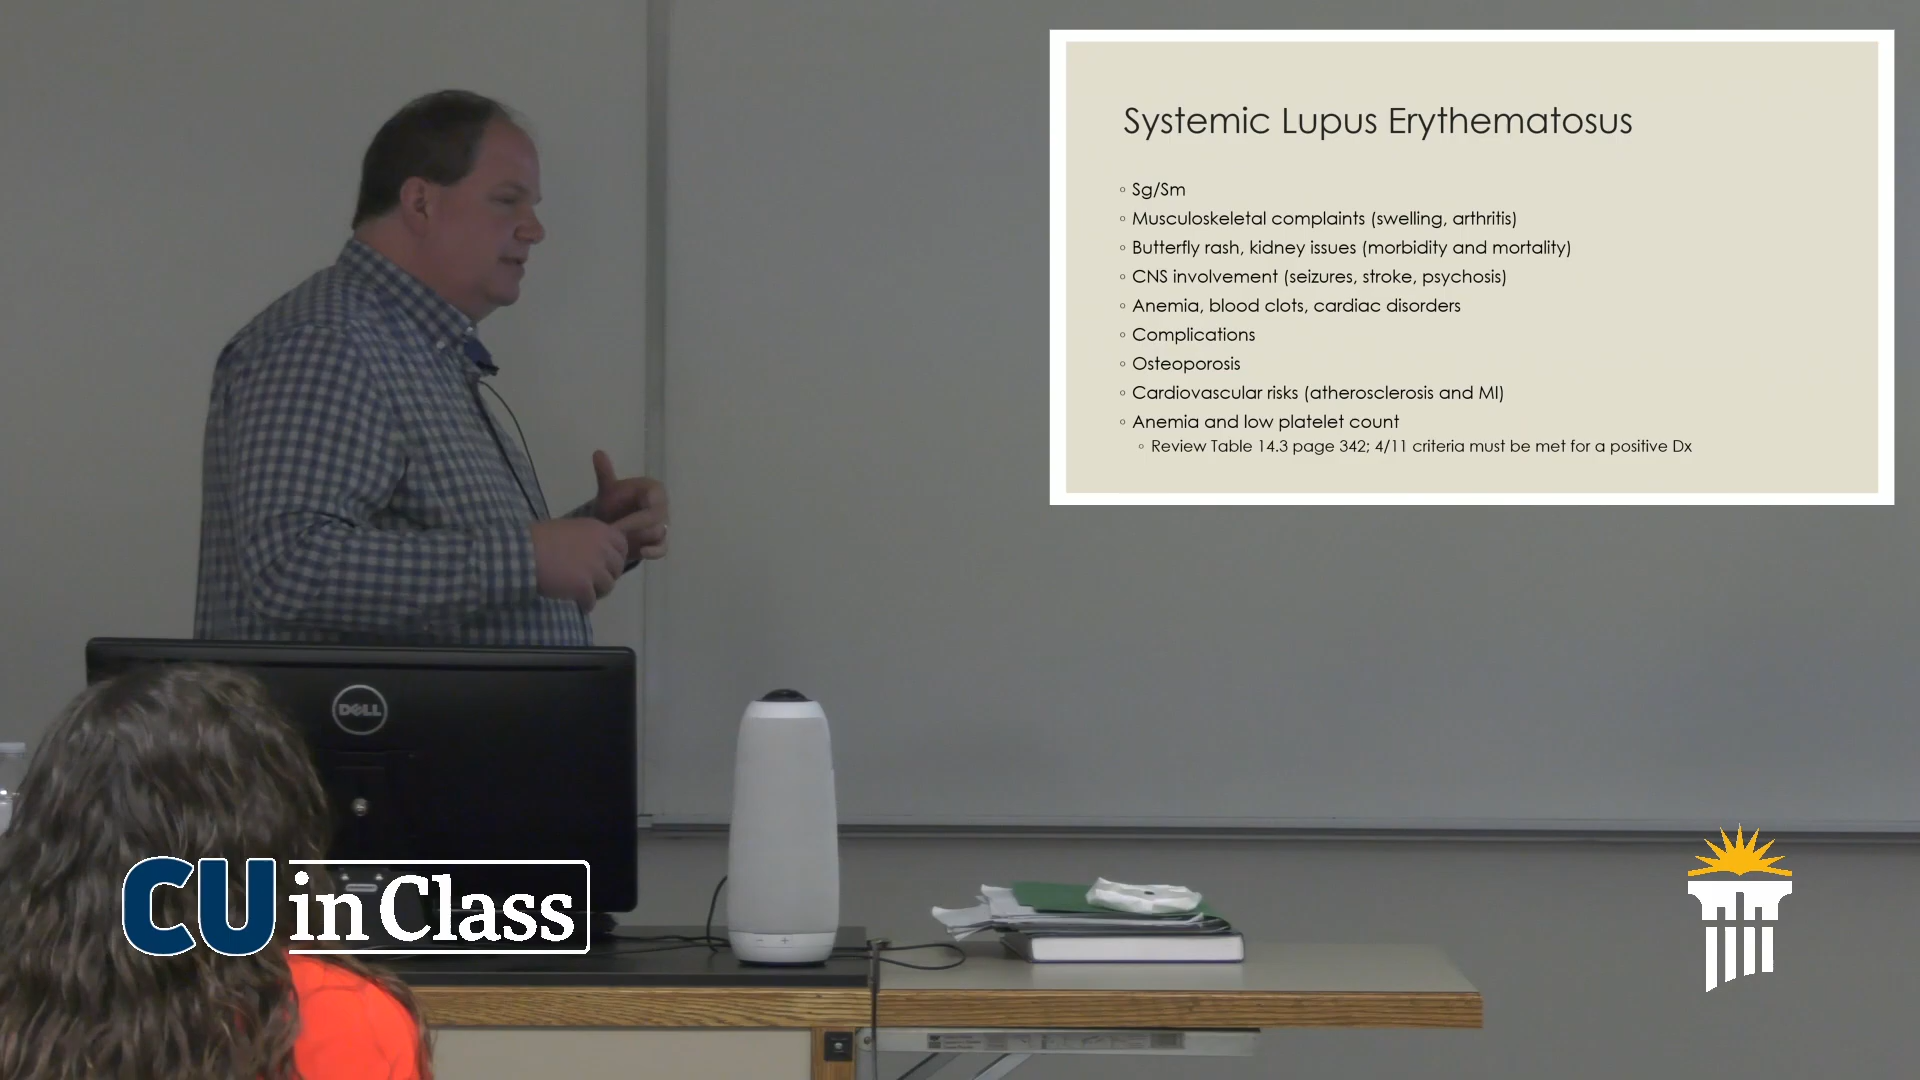 Systemic Lupus Erythematosus
◦ Sg/Sm
◦ Musculoskeletal complaints (swelling, arthritis)
◦ Butterfly rash, kidney issues (morbidity and mortality)
◦ CNS involvement (seizures, stroke, psychosis)
◦ Anemia, blood clots, cardiac disorders
◦ Complications
◦ Osteoporosis
◦ Cardiovascular risks (atherosclerosis and MI)
◦ Anemia and low platelet count
◦ Review Table 14.3 page 342; 4/11 criteria must be met for a positive Dx
DELL
CU in Class